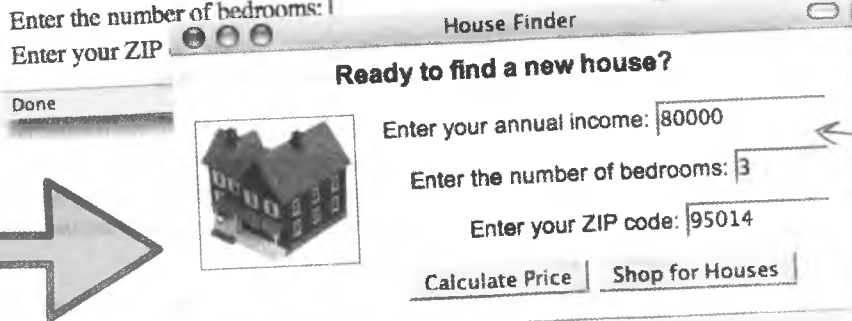 Enter the number of bedrooms:
Enter your ZIP
House Finder
Done
Ready to find a new house?
Enter your annual income: 80000
Enter the number of bedrooms: 3
Enter your ZIP code: 95014
Calculate Price
Shop for Houses